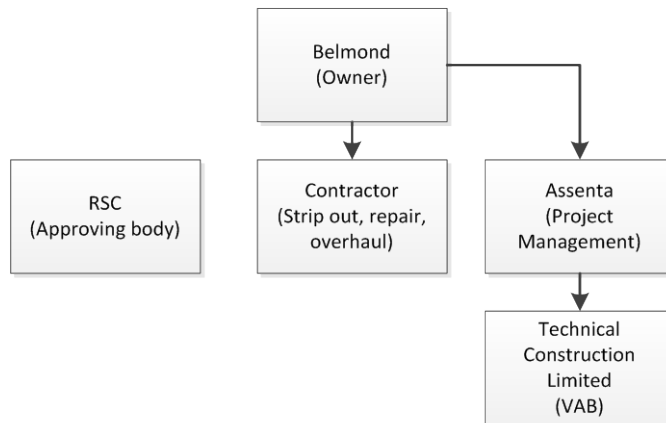 Belmond
(Owner)
RSC
(Approving body)
Contractor
(Strip out, repair,
overhaul)
Assenta
(Project
Management)
Technical
Construction
Limited
(VAB)